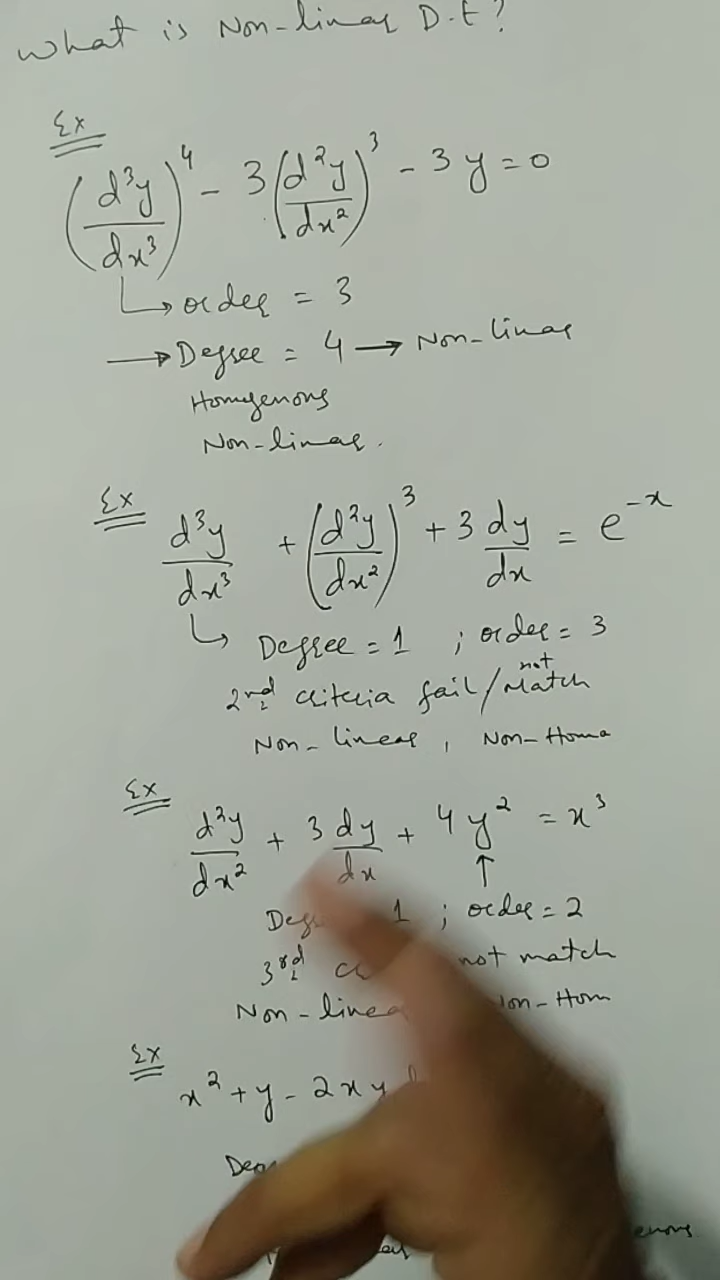 What is Non-linear D.E?
Ex
(d³y/dx³)⁴ - 3(d²y/dx²)³ - 3y = 0
↳ order = 3
→ Degree = 4 → Non-linear
Homogenous
Non-linear.
Ex
d³y/dx³ + (d²y/dx²)³ + 3 dy/dx = e⁻ˣ
↳ Degree = 1 ; order = 3
2nd criteria fail/not Match
Non-linear, Non-Homo
Ex
d²y/dx² + 3 dy/dx + 4y² = x³
↑
1 ; order = 2
3rd not match
Non-linea Non-Hom
Ex
x² + y - 2xy